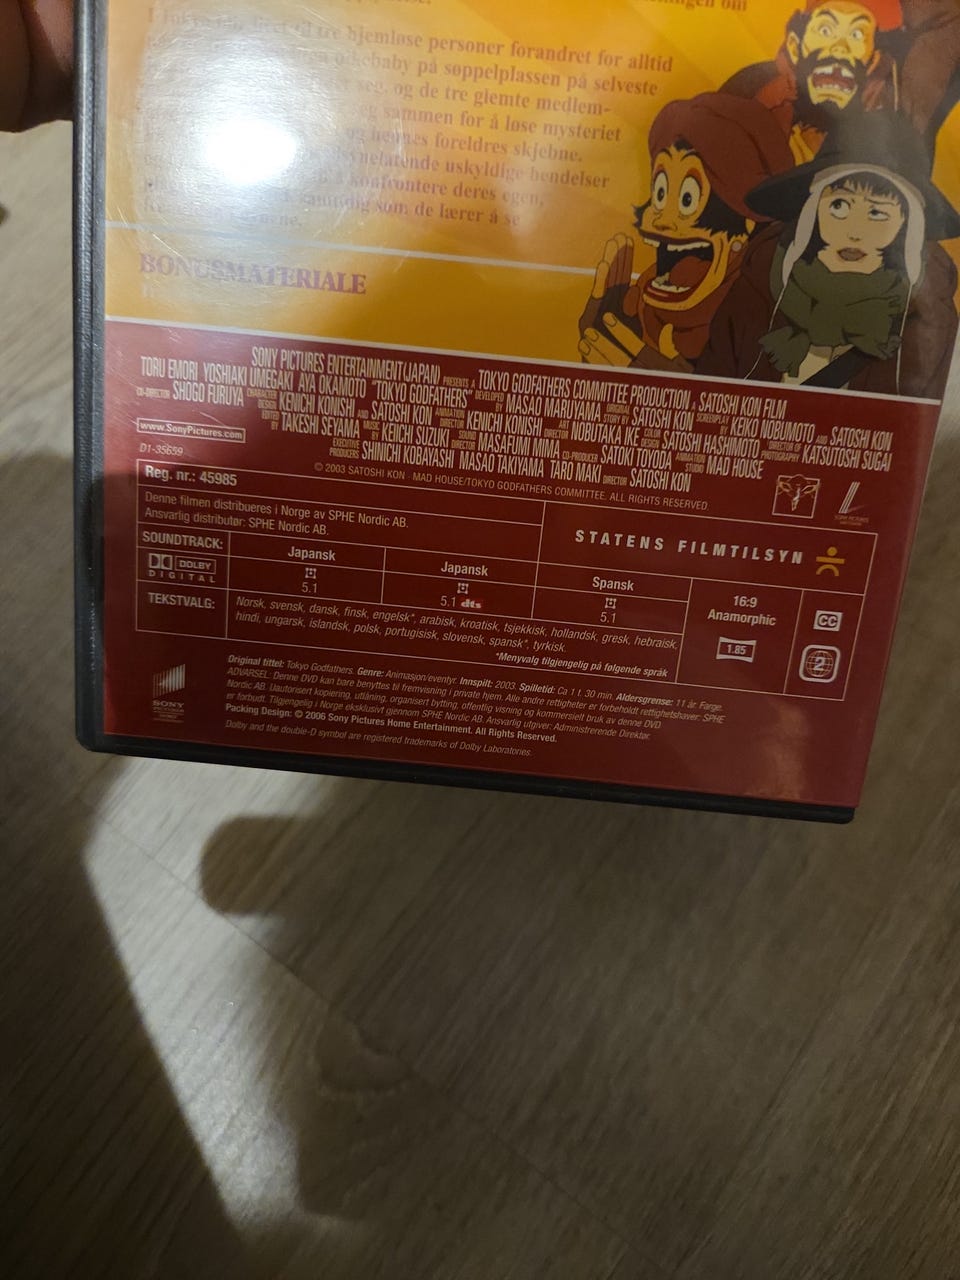 ningen om
til tre hjemløse personer forandret for alltid
baby på søppelplassen på selveste
seg, og de tre glemte medlem-
sammen for å løse mysteriet
og hennes foreldres skjebne.
uskyldige hendelser
konfrontere deres egen,
samtidig som de lærer å se
BONUSMATERIALE
SONY PICTURES ENTERTAINMENT (JAPAN) PRESENTS A TOKYO GODFATHERS COMMITTEE PRODUCTION A SATOSHI KON FILM
TORU EMORI YOSHIAKI UMEGAKI AYA OKAMOTO "TOKYO GODFATHERS" DEVELOPED BY MASAO MARUYAMA ORIGINAL STORY BY SATOSHI KON SCREENPLAY BY KEIKO NOBUMOTO AND SATOSHI KON
CO-DIRECTOR SHOGO FURUYA CHARACTER DESIGN KENICHI KONISHI AND SATOSHI KON ANIMATION DIRECTOR KENICHI KONISHI ART DIRECTOR NOBUTAKA IKE COLOR DESIGN SATOSHI HASHIMOTO DIRECTOR OF PHOTOGRAPHY KATSUTOSHI SUGAI
EDITED BY TAKESHI SEYAMA MUSIC BY KEIICHI SUZUKI SOUND DIRECTOR MASAFUMI MIMA CO-PRODUCER SATOKI TOYODA ANIMATION STUDIO MAD HOUSE
EXECUTIVE PRODUCERS SHINICHI KOBAYASHI MASAO TAKIYAMA TARO MAKI DIRECTOR SATOSHI KON
www.SonyPictures.com
© 2003 SATOSHI KON - MAD HOUSE/TOKYO GODFATHERS COMMITTEE. ALL RIGHTS RESERVED.
D1-35659
Reg. nr.: 45985
Denne filmen distribueres i Norge av SPHE Nordic AB.
Ansvarlig distributør: SPHE Nordic AB.
STATENS FILMTILSYN
SOUNDTRACK:
DOLBY
DIGITAL
Japansk
5.1
Japansk
5.1 dts
Spansk
5.1
16:9
Anamorphic
1.85
CC
2
TEKSTVALG:
Norsk, svensk, dansk, finsk, engelsk*, arabisk, kroatisk, tsjekkisk, hollandsk, gresk, hebraisk,
hindi, ungarsk, islandsk, polsk, portugisisk, slovensk, spansk*, tyrkisk.
*Menyvalg tilgjengelig på følgende språk
SONY
Original tittel: Tokyo Godfathers. Genre: Animasjon/eventyr. Innspilt: 2003. Spilletid: Ca 1 t. 30 min. Aldersgrense: 11 år. Farge.
ADVARSEL: Denne DVD kan bare benyttes til fremvisning i private hjem. Alle andre rettigheter er forbeholdt rettighetshaver: SPHE
Nordic AB. Uautorisert kopiering, utlåning, organisert bytting, offentlig visning og kommersielt bruk av denne DVD
er forbudt. Tilgjengelig i Norge eksklusivt gjennom SPHE Nordic AB. Ansvarlig utgiver: Administrerende Direktør.
Packing Design: © 2006 Sony Pictures Home Entertainment. All Rights Reserved.
Dolby and the double-D symbol are registered trademarks of Dolby Laboratories.